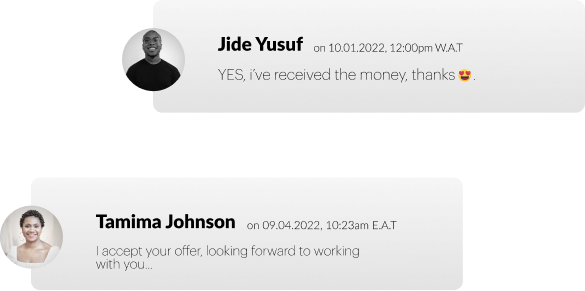 Jide Yusuf on 10.01.2022, 12:00pm W.A.T
YES, i've received the money, thanks 😍.
Tamima Johnson on 09.04.2022, 10:23am E.A.T
I accept your offer, looking forward to working
with you...